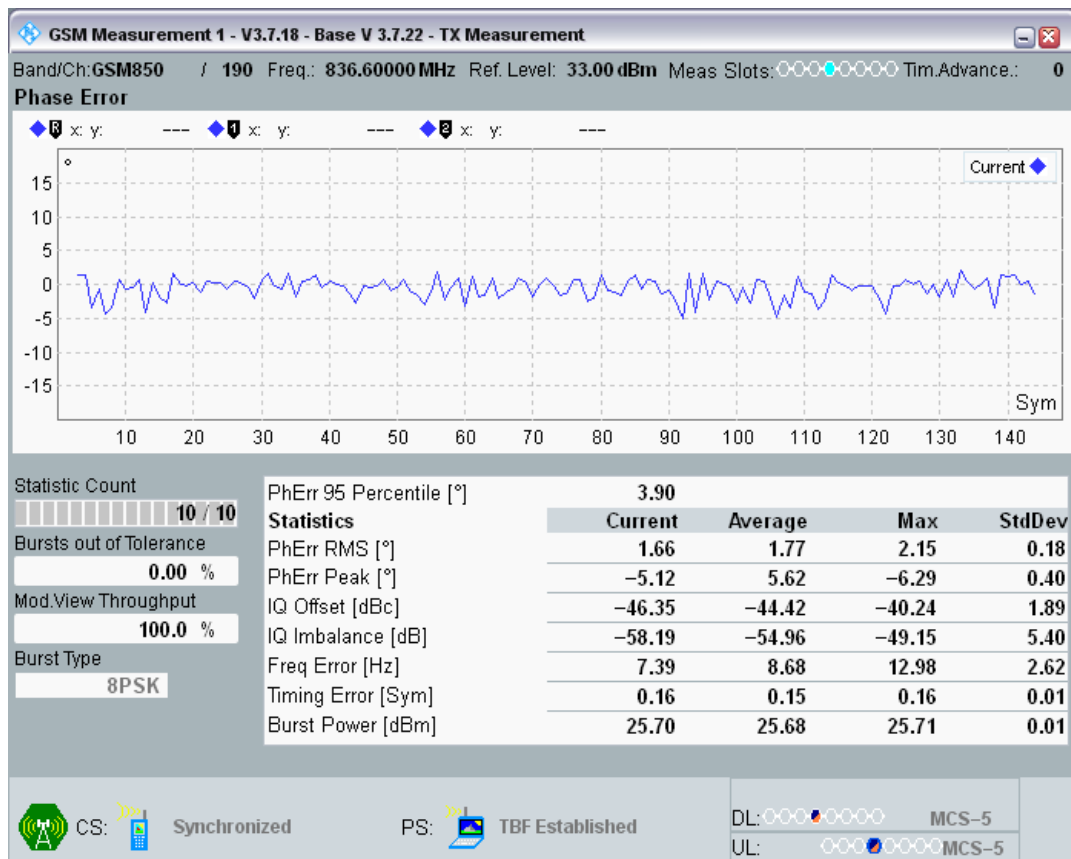 GSM Measurement 1 - V3.7.18 - Base V 3.7.22 - TX Measurement
Band/Ch:GSM850 / 190 Freq.: 836.60000 MHz Ref. Level: 33.00 dBm Meas Slots: Tim.Advance.: 0
Phase Error
R x: y: --- 1 x: y: --- 2 x: y: ---
°
Current
15
10
5
0
-5
-10
-15
Sym
10 20 30 40 50 60 70 80 90 100 110 120 130 140
Statistic Count
10 / 10
Bursts out of Tolerance
0.00 %
Mod.View Throughput
100.0 %
Burst Type
8PSK
PhErr 95 Percentile [°] 3.90
Statistics Current Average Max StdDev
PhErr RMS [°] 1.66 1.77 2.15 0.18
PhErr Peak [°] −5.12 5.62 −6.29 0.40
IQ Offset [dBc] −46.35 −44.42 −40.24 1.89
IQ Imbalance [dB] −58.19 −54.96 −49.15 5.40
Freq Error [Hz] 7.39 8.68 12.98 2.62
Timing Error [Sym] 0.16 0.15 0.16 0.01
Burst Power [dBm] 25.70 25.68 25.71 0.01
CS: Synchronized PS: TBF Established
DL: MCS−5
UL: MCS−5